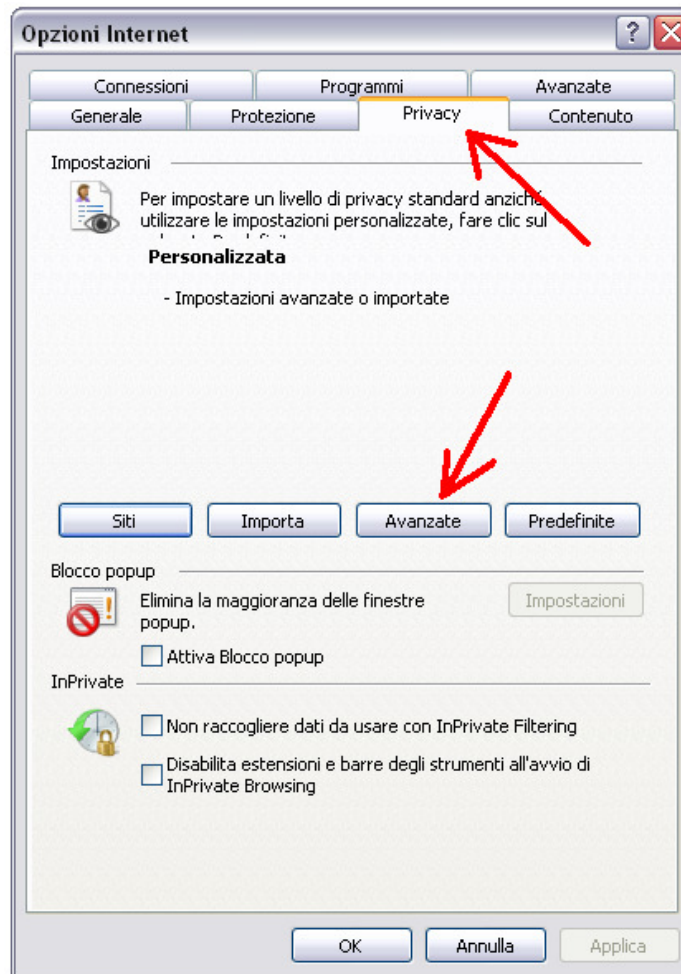 Opzioni Internet
Connessioni Programmi Avanzate
Generale Protezione Privacy Contenuto
Impostazioni
Per impostare un livello di privacy standard anziché
utilizzare le impostazioni personalizzate, fare clic sul
Personalizzata
- Impostazioni avanzate o importate
Siti Importa Avanzate Predefinite
Blocco popup
Elimina la maggioranza delle finestre
popup.
Impostazioni
Attiva Blocco popup
InPrivate
Non raccogliere dati da usare con InPrivate Filtering
Disabilita estensioni e barre degli strumenti all'avvio di
InPrivate Browsing
OK Annulla Applica